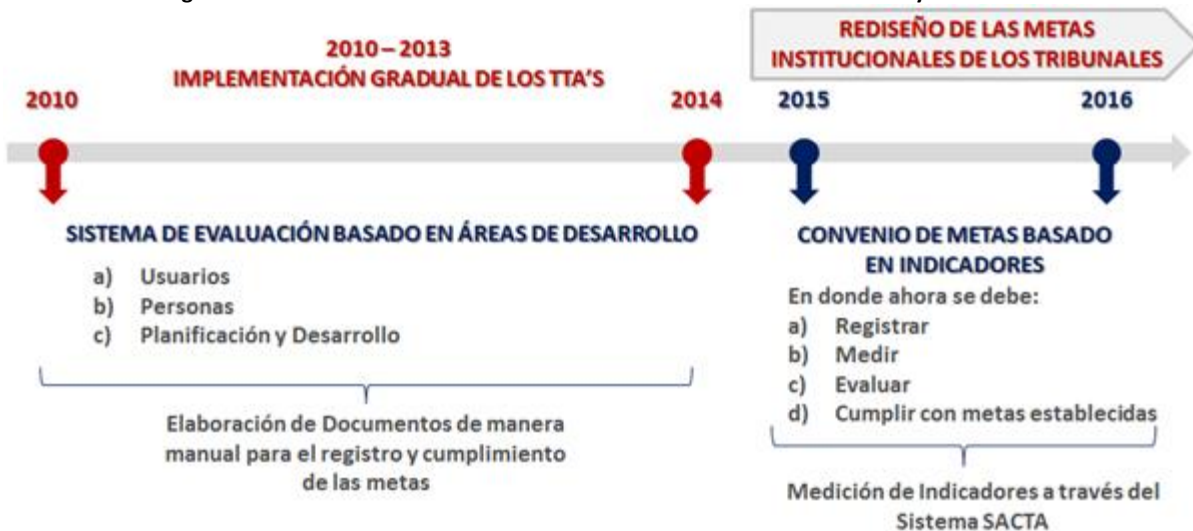 2010 – 2013
IMPLEMENTACIÓN GRADUAL DE LOS TTA'S
REDISEÑO DE LAS METAS
INSTITUCIONALES DE LOS TRIBUNALES
2010
2014
2015
2016
SISTEMA DE EVALUACIÓN BASADO EN ÁREAS DE DESARROLLO
a) Usuarios
b) Personas
c) Planificación y Desarrollo
Elaboración de Documentos de manera
manual para el registro y cumplimiento
de las metas
CONVENIO DE METAS BASADO
EN INDICADORES
En donde ahora se debe:
a) Registrar
b) Medir
c) Evaluar
d) Cumplir con metas establecidas
Medición de Indicadores a través del
Sistema SACTA